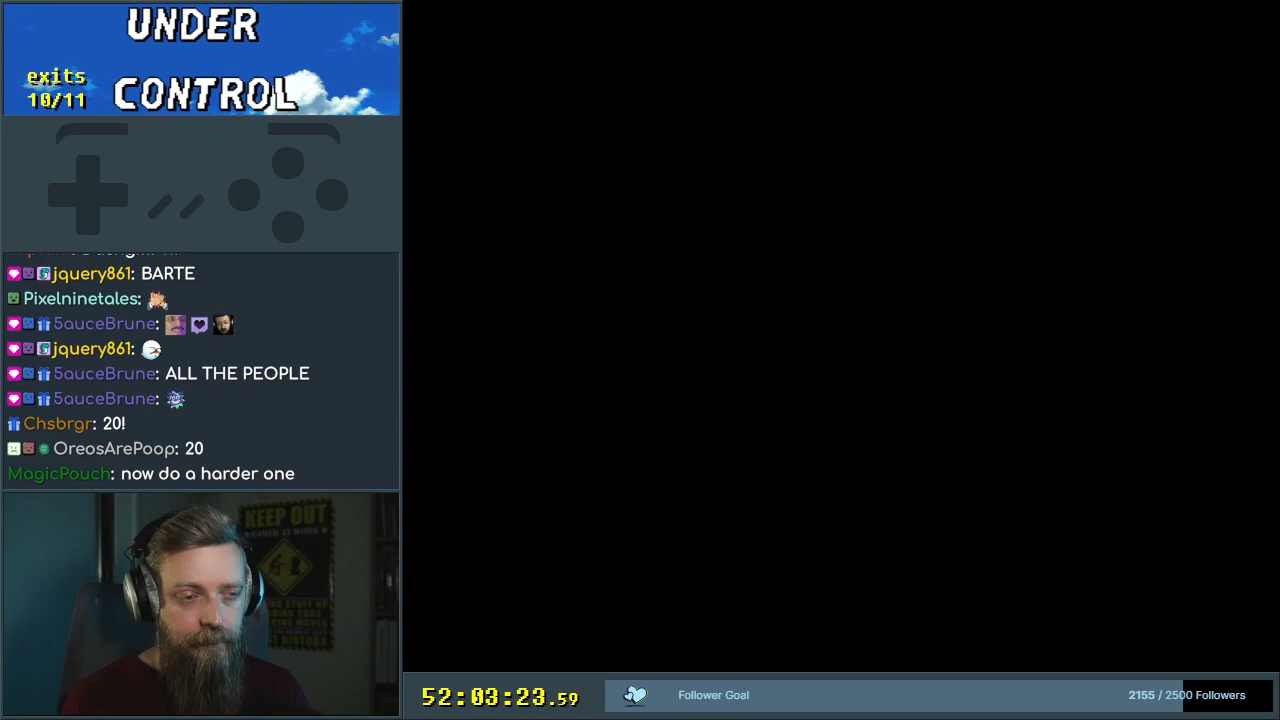 UNDER
CONTROL
exits
10/11
jquery861: BARTE
Pixelninetales:
5auceBrune:
jquery861:
5auceBrune: ALL THE PEOPLE
5auceBrune:
Chsbrgr: 20!
OreosArePoop: 20
MagicPouch: now do a harder one
KEEP OUT
52:03:23.59
Follower Goal
2155 / 2500 Followers